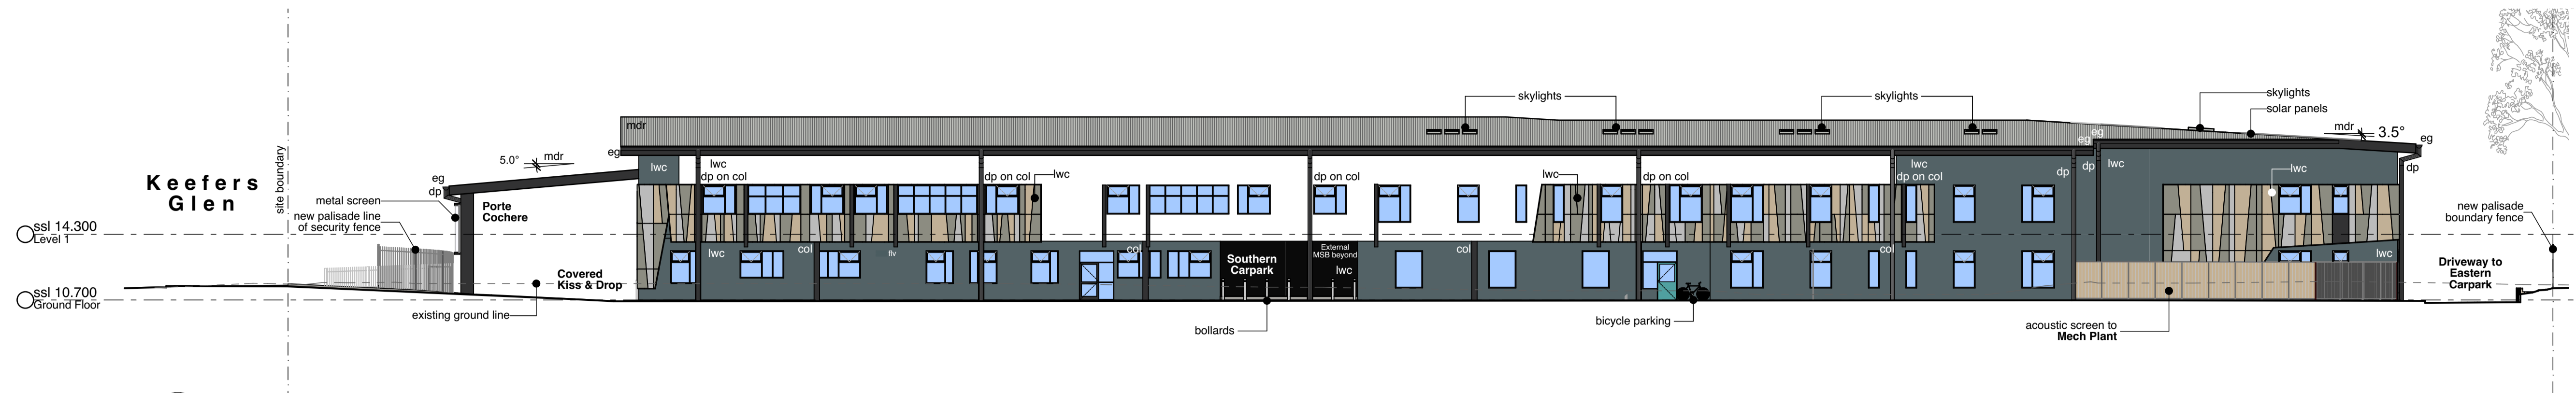 skylights
skylights
skylights
solar panels
mdr
mdr
3.5°
eg
eg
eg
eg
5.0°
mdr
site boundary
Keefers
Glen
eg
dp
lwc
lwc
dp on col
dp on col
lwc
dp on col
lwc
dp on col
lwc
dp on col
dp
dp
lwc
lwc
dp
metal screen
new palisade line
of security fence
Porte
Cochere
new palisade
boundary fence
ssl 14.300
Level 1
lwc
col
flv
col
Southern
Carpark
External
MSB beyond
lwc
col
col
lwc
Covered
Kiss & Drop
Driveway to
Eastern
Carpark
ssl 10.700
Ground Floor
existing ground line
bollards
bicycle parking
acoustic screen to
Mech Plant